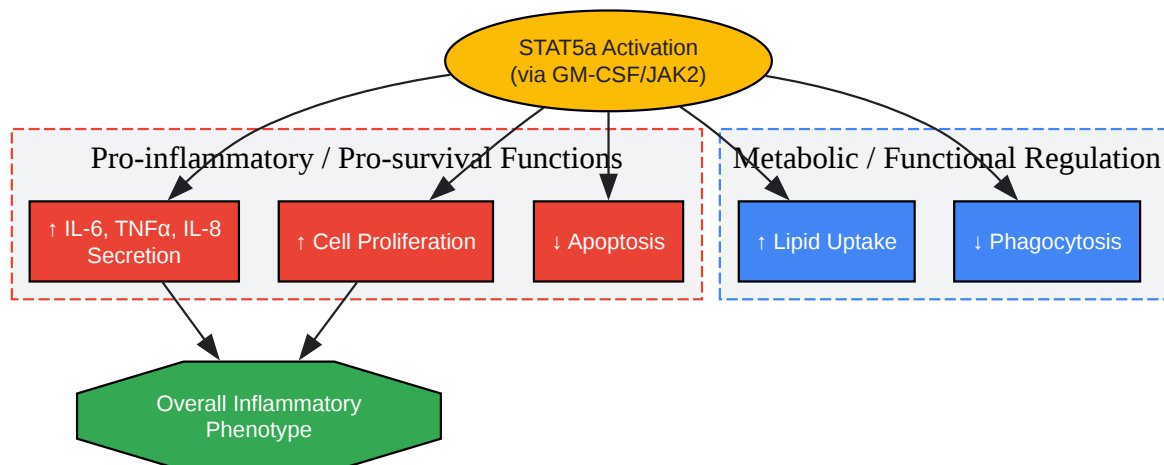 STAT5a Activation
(via GM-CSF/JAK2)
Pro-inflammatory / Pro-survival Functions
Metabolic / Functional Regulation
↑ IL-6, TNFα, IL-8
Secretion
↑ Cell Proliferation
↓ Apoptosis
↑ Lipid Uptake
↓ Phagocytosis
Overall Inflammatory
Phenotype